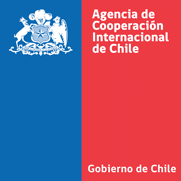 Agencia de
Cooperación
Internacional
de Chile
Gobierno de Chile